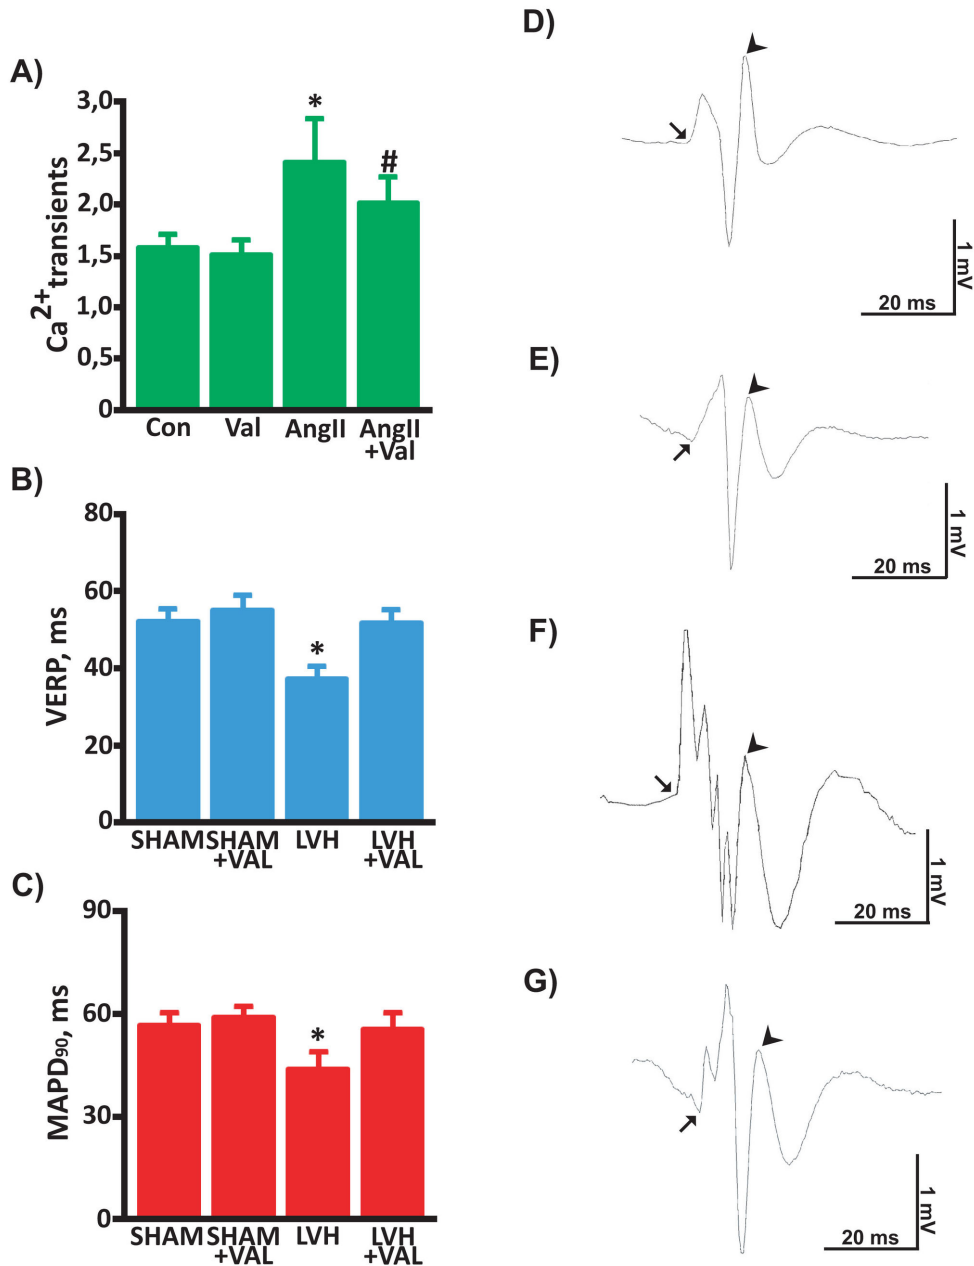 A)
Ca2+ transients
3,0
2,5
2,0
1,5
1,0
0,5
0
*
#
Con Val AngII AngII
+Val
B)
VERP, ms
80
60
40
20
0
*
SHAM SHAM LVH LVH
+VAL +VAL
C)
MAPD90, ms
90
60
30
0
*
SHAM SHAM LVH LVH
+VAL +VAL
D)
1 mV
20 ms
E)
1 mV
20 ms
F)
1 mV
20 ms
G)
1 mV
20 ms